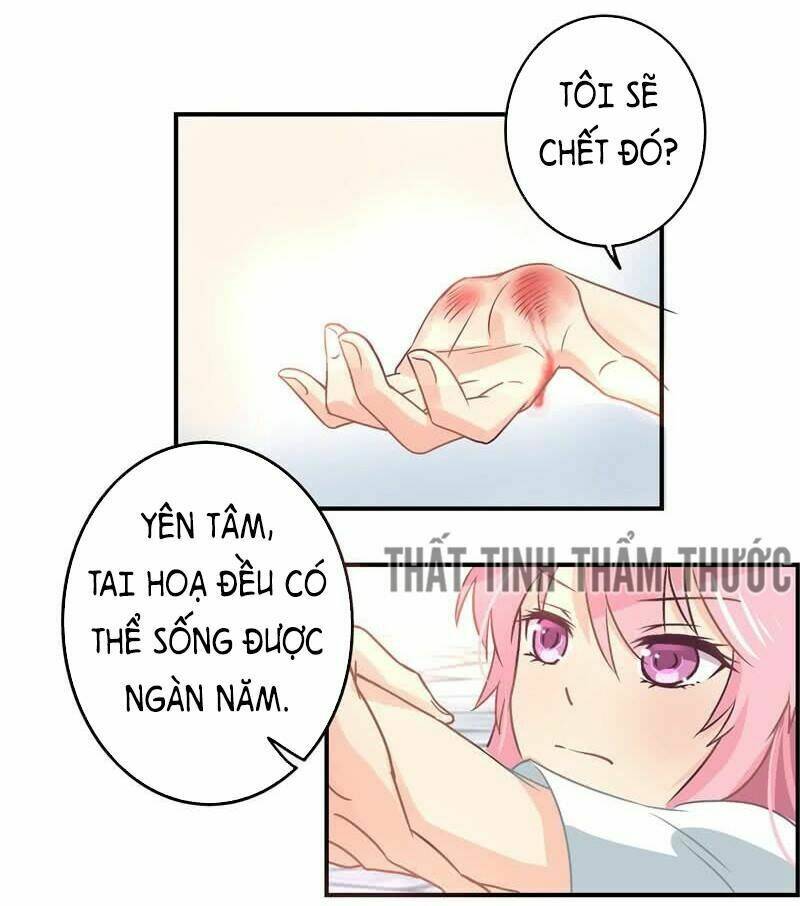 TÔI SẼ
CHẾT ĐÓ?
YÊN TÂM,
TAI HOẠ ĐỀU CÓ
THỂ SỐNG ĐƯỢC
NGÀN NĂM.
THẤT TINH THẨM THƯỚC